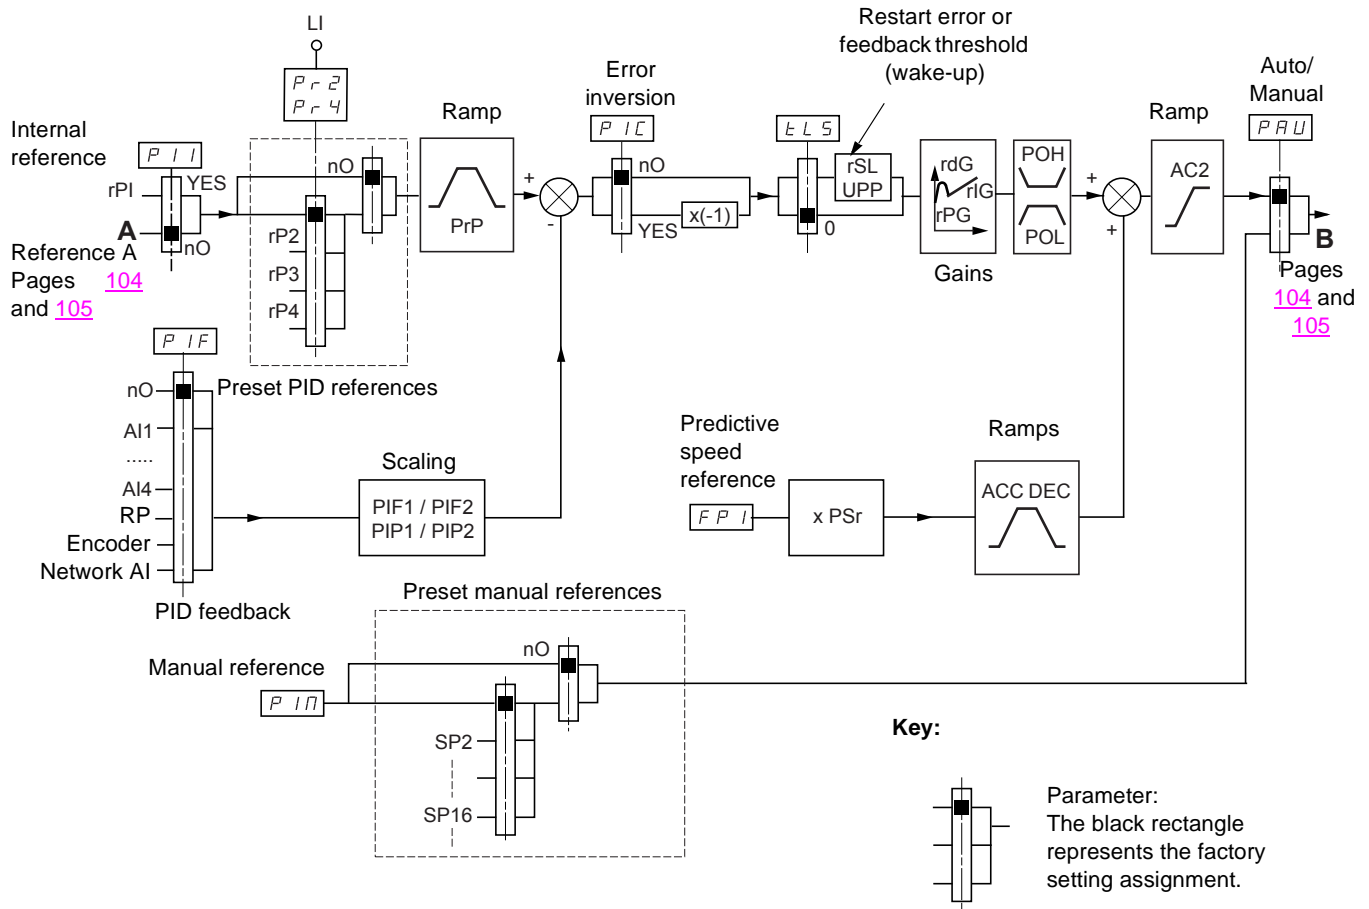 Restart error or
feedback threshold
(wake-up)
LI
Pr2
Pr4
Error
inversion
PIC
tLS
Auto/
Manual
PAU
Internal
reference
PII
Ramp
Ramp
rPI
YES
nO
nO
rSL
UPP
rdG
rIG
rPG
POH
POL
AC2
A
nO
rP2
rP3
rP4
PrP
+
-
YES
x(-1)
0
+
+
B
Reference A
Pages 104
and 105
Gains
Pages
104 and
105
PIF
Preset PID references
nO
AI1
.....
AI4
RP
Encoder
Network AI
PID feedback
Scaling
PIF1 / PIF2
PIP1 / PIP2
Predictive
speed
reference
FPI
x PSr
Ramps
ACC DEC
Preset manual references
Manual reference
PIM
nO
SP2
SP16
Key:
Parameter:
The black rectangle
represents the factory
setting assignment.